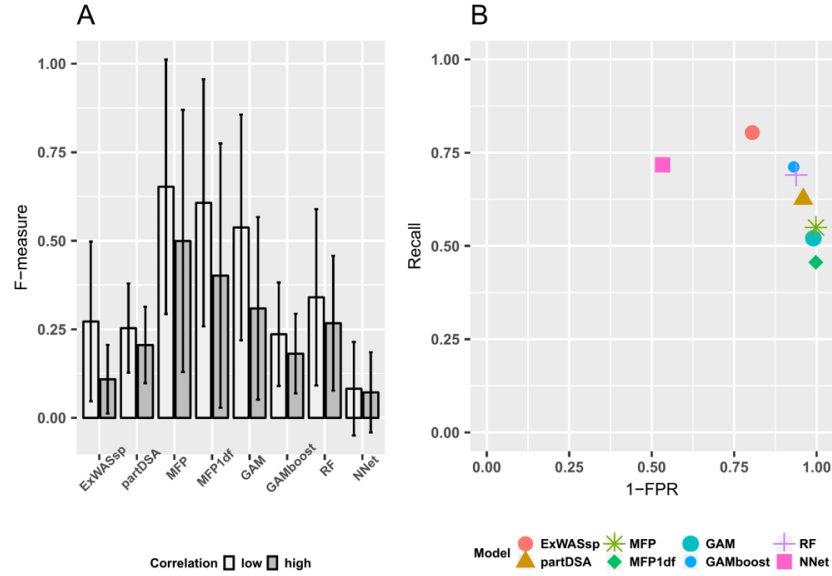 A
F−measure
1.00
0.75
0.50
0.25
0.00
ExWASsp
partDSA
MFP
MFP1df
GAM
GAMboost
RF
NNet
Correlation low high
B
Recall
1.00
0.75
0.50
0.25
0.00
0.00 0.25 0.50 0.75 1.00
1−FPR
Model
ExWASsp MFP GAM RF
partDSA MFP1df GAMboost NNet